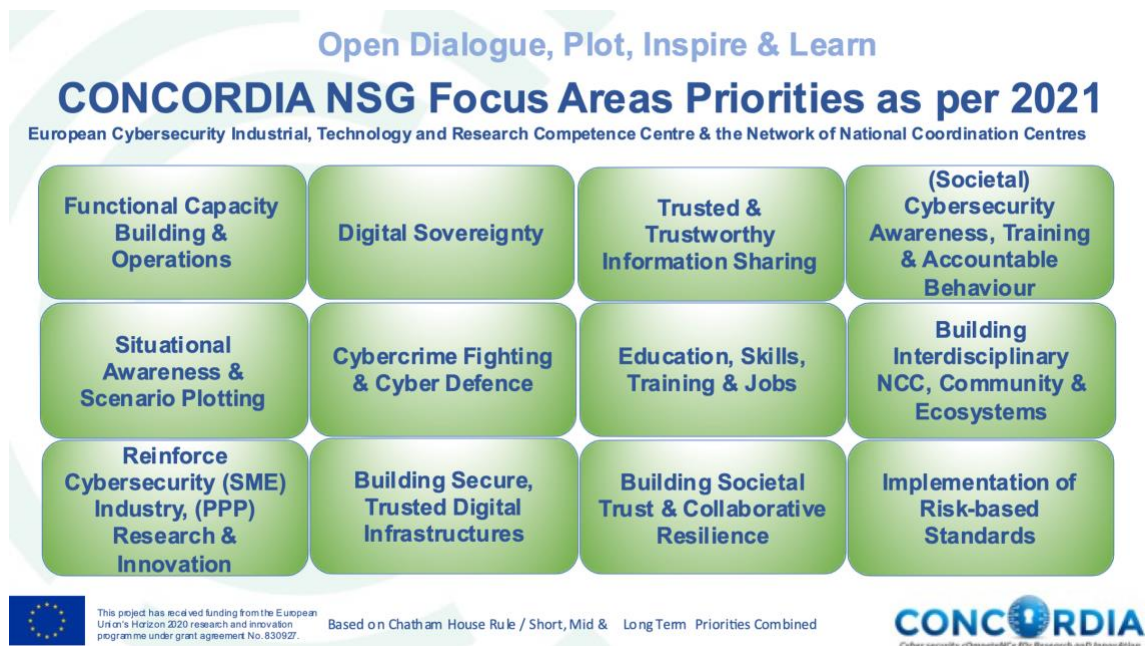 Open Dialogue, Plot, Inspire & Learn
CONCORDIA NSG Focus Areas Priorities as per 2021
European Cybersecurity Industrial, Technology and Research Competence Centre & the Network of National Coordination Centres
Functional Capacity
Building &
Operations
Digital Sovereignty
Trusted &
Trustworthy
Information Sharing
(Societal)
Cybersecurity
Awareness, Training
& Accountable
Behaviour
Situational
Awareness &
Scenario Plotting
Cybercrime Fighting
& Cyber Defence
Education, Skills,
Training & Jobs
Building
Interdisciplinary
NCC, Community &
Ecosystems
Reinforce
Cybersecurity (SME)
Industry, (PPP)
Research &
Innovation
Building Secure,
Trusted Digital
Infrastructures
Building Societal
Trust & Collaborative
Resilience
Implementation of
Risk-based
Standards
This project has received funding from the European
Union's Horizon 2020 research and innovation
programme under grant agreement No. 830927.
Based on Chatham House Rule / Short, Mid & Long Term Priorities Combined
CONCORDIA